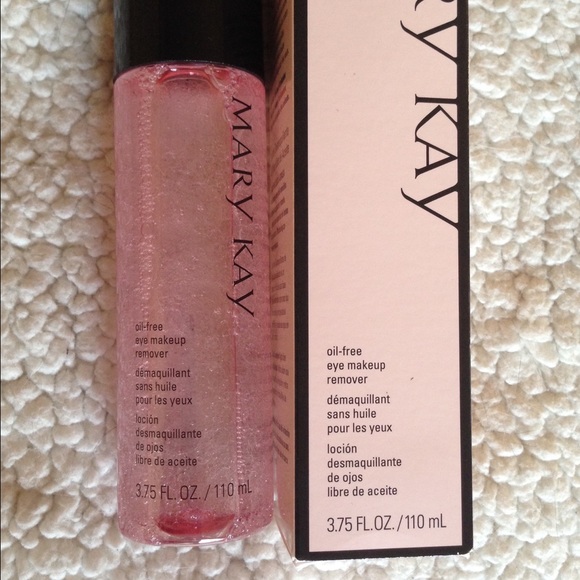 MARY KAY
oil-free
eye makeup
remover
démaquillant
sans huile
pour les yeux
loción
desmaquillante
de ojos
libre de aceite
3.75 FL.OZ./110 mL
RY KAY
oil-free
eye makeup
remover
démaquillant
sans huile
pour les yeux
loción
desmaquillante
de ojos
libre de aceite
3.75 FL.OZ./110 mL